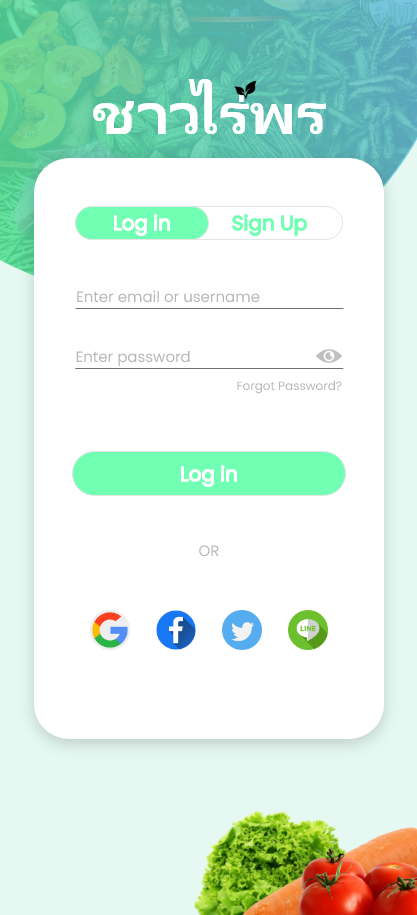 ชาวไร่พร
Log in
Sign Up
Enter email or username
Enter password
Forgot Password?
Log in
OR
LINE